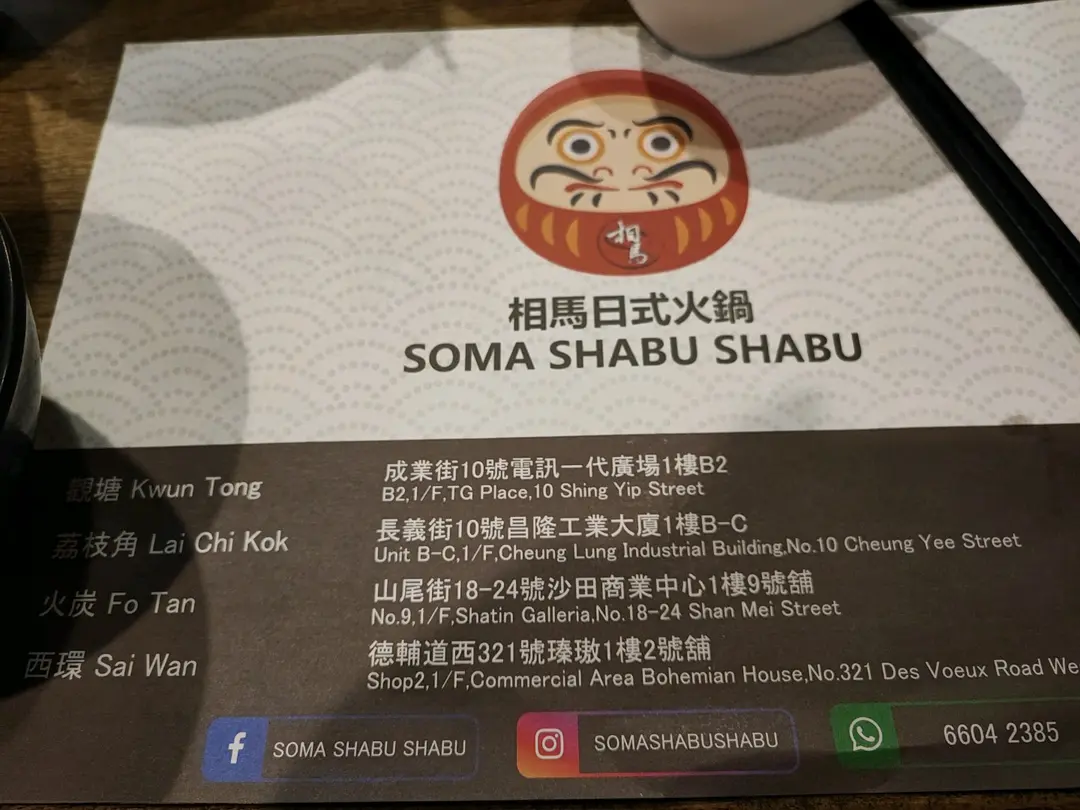 相馬
相馬日式火鍋
SOMA SHABU SHABU
觀塘 Kwun Tong
成業街10號電訊一代廣場1樓B2
B2,1/F,TG Place,10 Shing Yip Street
荔枝角 Lai Chi Kok
長義街10號昌隆工業大廈1樓B-C
Unit B-C,1/F,Cheung Lung Industrial Building,No.10 Cheung Yee Street
火炭 Fo Tan
山尾街18-24號沙田商業中心1樓9號舖
No.9,1/F,Shatin Galleria,No.18-24 Shan Mei Street
西環 Sai Wan
德輔道西321號瑧璈1樓2號舖
Shop2,1/F,Commercial Area Bohemian House,No.321 Des Voeux Road We
SOMA SHABU SHABU
SOMASHABUSHABU
6604 2385